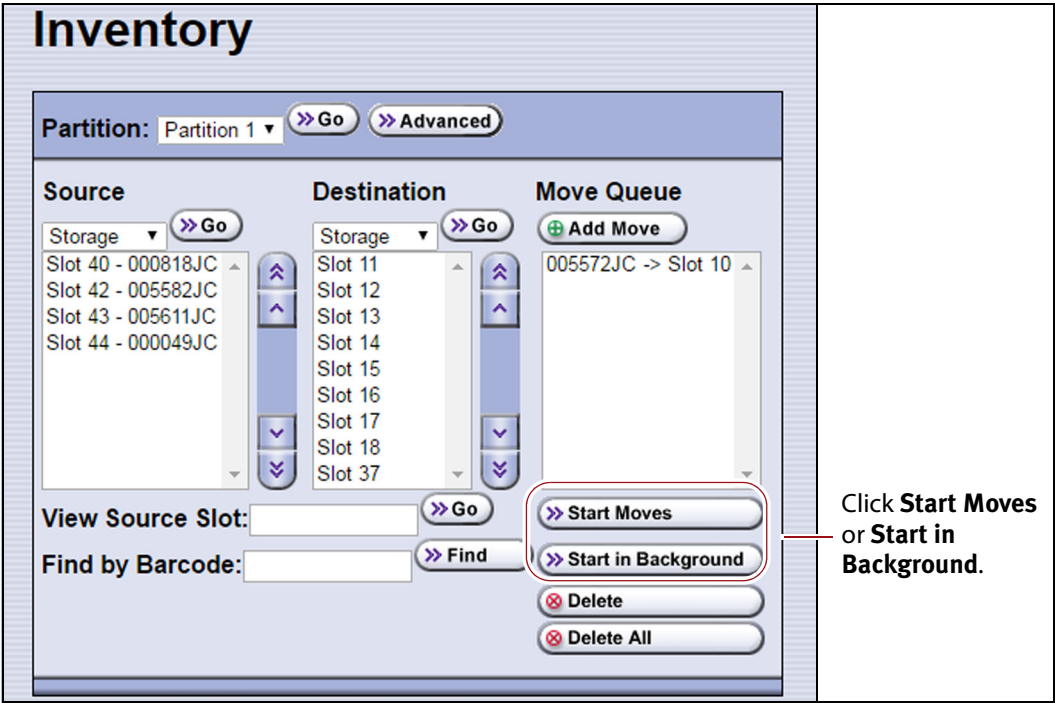 Inventory
Partition: Partition 1 Go Advanced
Source Destination Move Queue
Storage Go Storage Go Add Move
Slot 40 - 000818JC Slot 11 005572JC -> Slot 10
Slot 42 - 005582JC Slot 12
Slot 43 - 005611JC Slot 13
Slot 44 - 000049JC Slot 14
Slot 15
Slot 16
Slot 17
Slot 18
Slot 37
View Source Slot: Go Start Moves
Find by Barcode: Find Start in Background
Delete
Delete All
Click Start Moves
or Start in
Background.